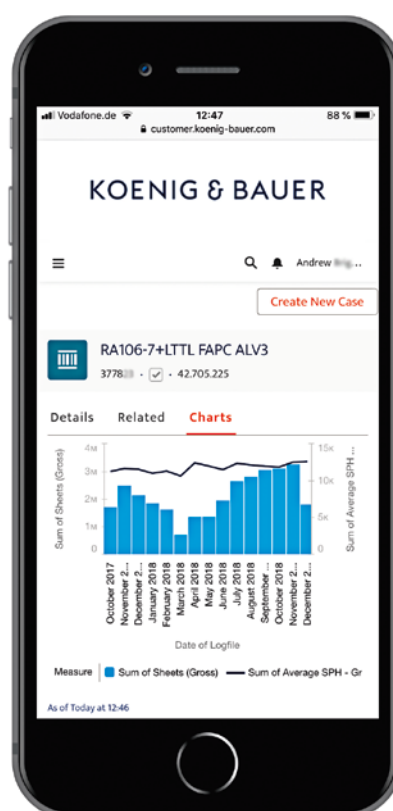 Vodafone.de 12:47 88 %
customer.koenig-bauer.com
KOENIG & BAUER
Andrew
Create New Case
RA106-7+LTTL FAPC ALV3
378 · 42.705.225
Details Related Charts
Sum of Sheets (Gross)
4M
3M
2M
1M
0
15K
10K
5K
0
Sum of Average SPH ...
October 2017
November 2...
December 2...
January 2018
February 2018
March 2018
April 2018
May 2018
June 2018
July 2018
August 2018
September ...
October 2018
November 2...
December 2...
Date of Logfile
Measure Sum of Sheets (Gross) Sum of Average SPH - Gr
As of Today at 12:46